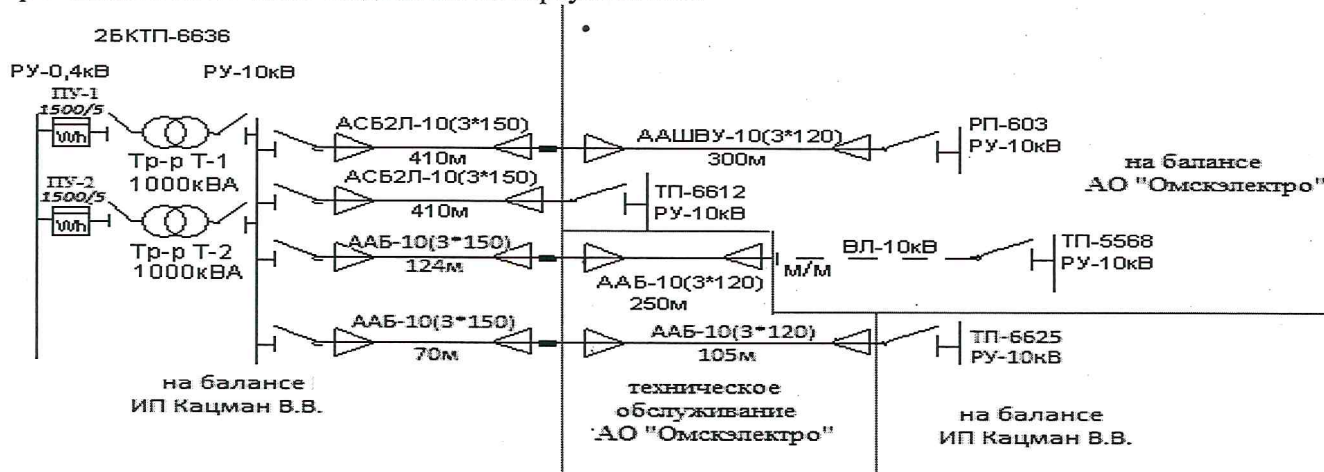 2БКТП-6636
РУ-0,4кВ
РУ-10кВ
ПУ-1
1500/5
Wh
Тр-р Т-1
1000кВА
ПУ-2
1500/5
Wh
Тр-р Т-2
1000кВА
АСБ2Л-10(3*150)
410м
ААШВУ-10(3*120)
300м
РП-603
РУ-10кВ
на балансе
АО "Омскэлектро"
АСБ2Л-10(3*150)
410м
ТП-6612
РУ-10кВ
ААБ-10(3*150)
124м
ААБ-10(3*120)
250м
м/м
ВЛ-10кВ
ТП-5568
РУ-10кВ
ААБ-10(3*150)
70м
ААБ-10(3*120)
105м
ТП-6625
РУ-10кВ
на балансе
ИП Кацман В.В.
техническое
обслуживание
АО "Омскэлектро"
на балансе
ИП Кацман В.В.